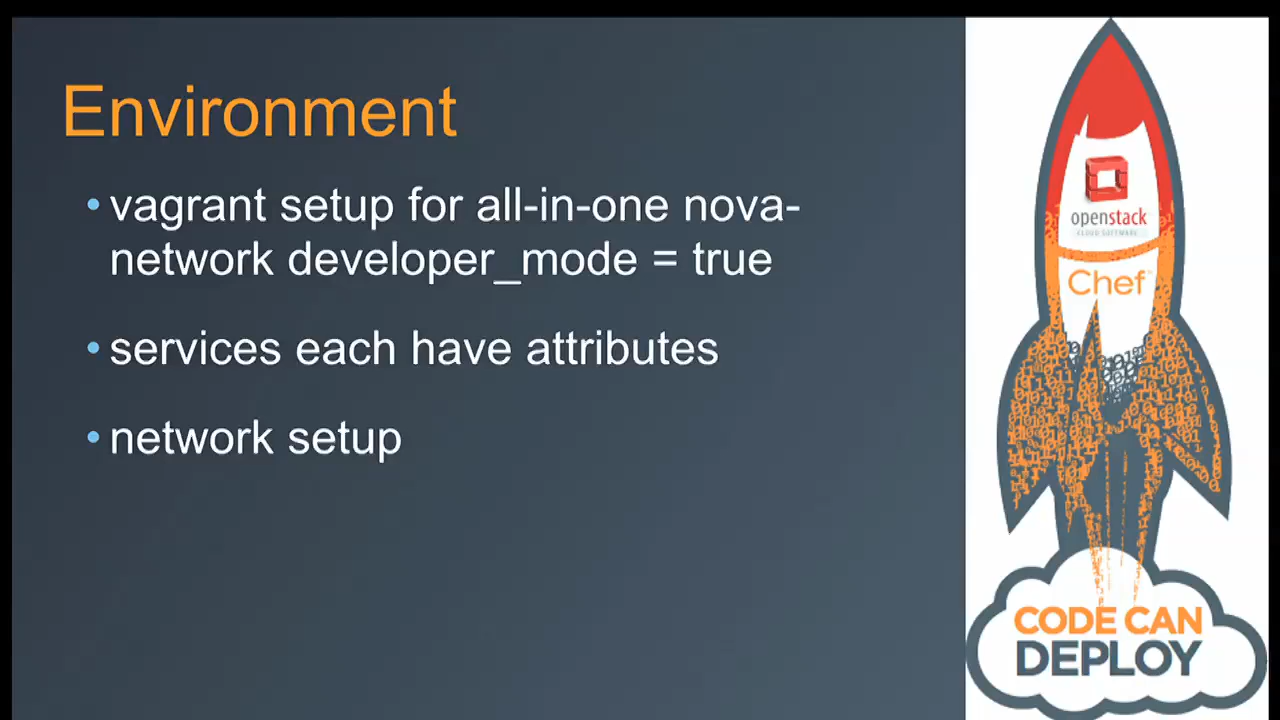 Environment
• vagrant setup for all-in-one nova-
network developer_mode = true
• services each have attributes
• network setup
openstack
CLOUD SOFTWARE
Chef™
CODE CAN
DEPLOY